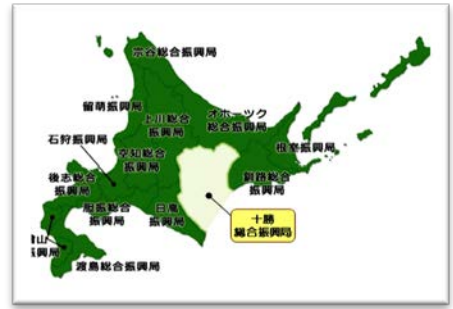 宗谷総合振興局
留萌振興局
上川総合
振興局
オホーツク
総合振興局
石狩振興局
空知総合
振興局
根室振興局
後志総合
振興局
釧路総合
振興局
胆振総合
振興局
日高
振興局
十勝
総合振興局
檜山
振興局
渡島総合振興局